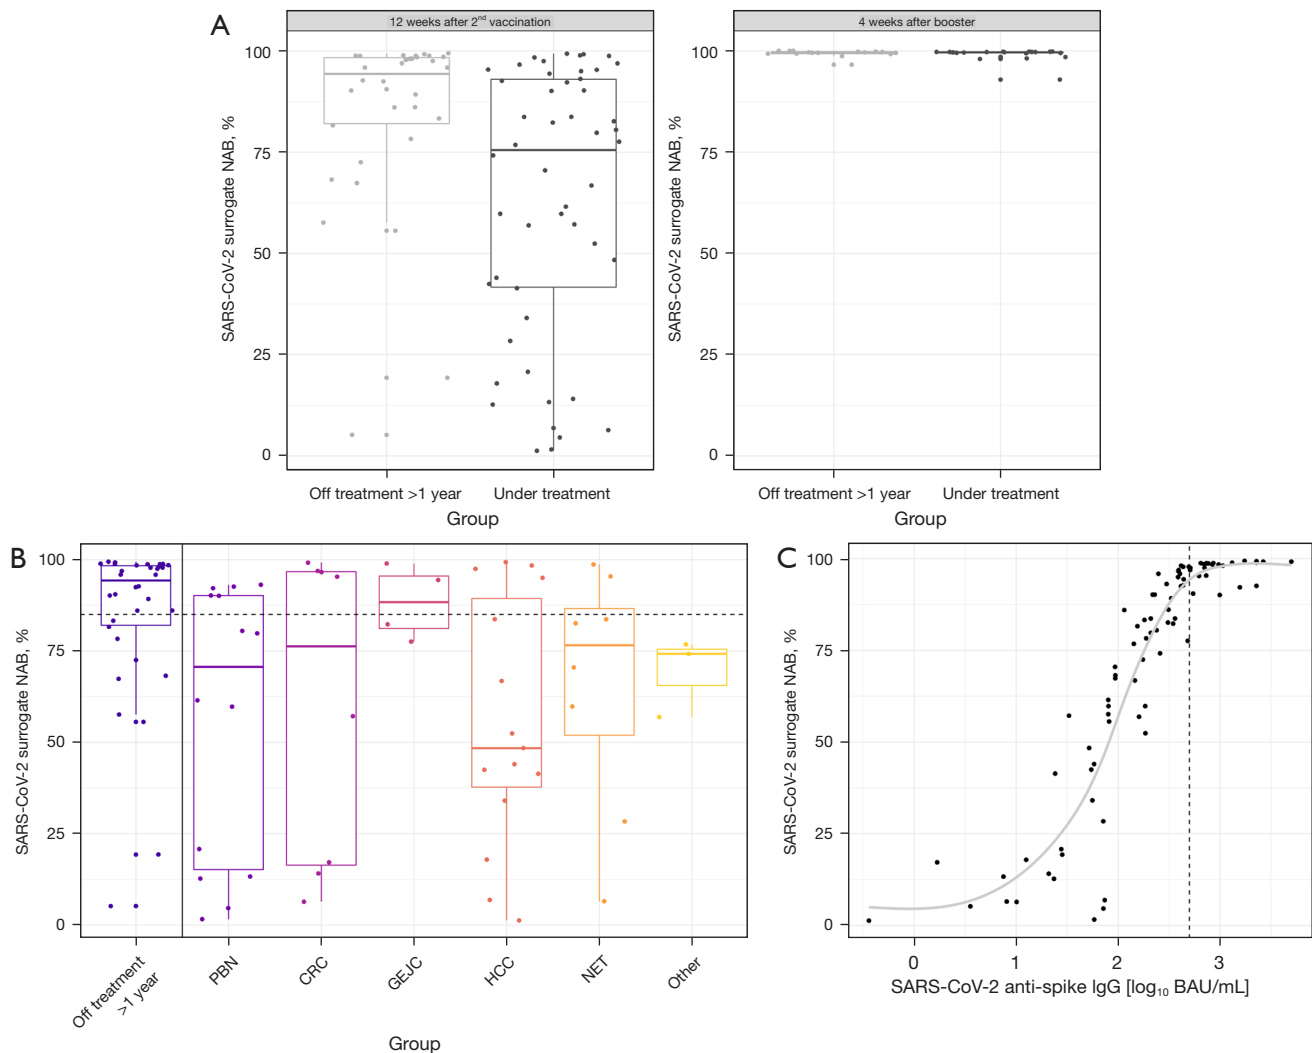 A
12 weeks after 2nd vaccination
4 weeks after booster
100
75
50
25
0
SARS-CoV-2 surrogate NAB, %
Off treatment >1 year
Under treatment
Group
100
75
50
25
0
SARS-CoV-2 surrogate NAB, %
Off treatment >1 year
Under treatment
Group
B
100
75
50
25
0
SARS-CoV-2 surrogate NAB, %
Off treatment
>1 year
PBN
CRC
GEJC
HCC
NET
Other
Group
C
100
75
50
25
0
SARS-CoV-2 surrogate NAB, %
0
1
2
3
SARS-CoV-2 anti-spike IgG [log10 BAU/mL]